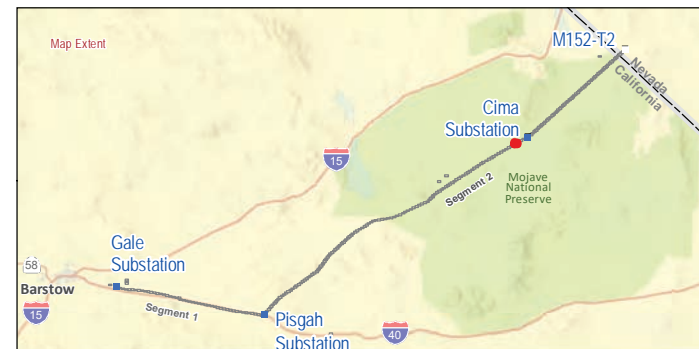 Map Extent
M152-T2
Nevada
California
Cima
Substation
15
Mojave
National
Preserve
Segment 2
Gale
Substation
58
Barstow
15
Segment 1
Pisgah
Substation
40